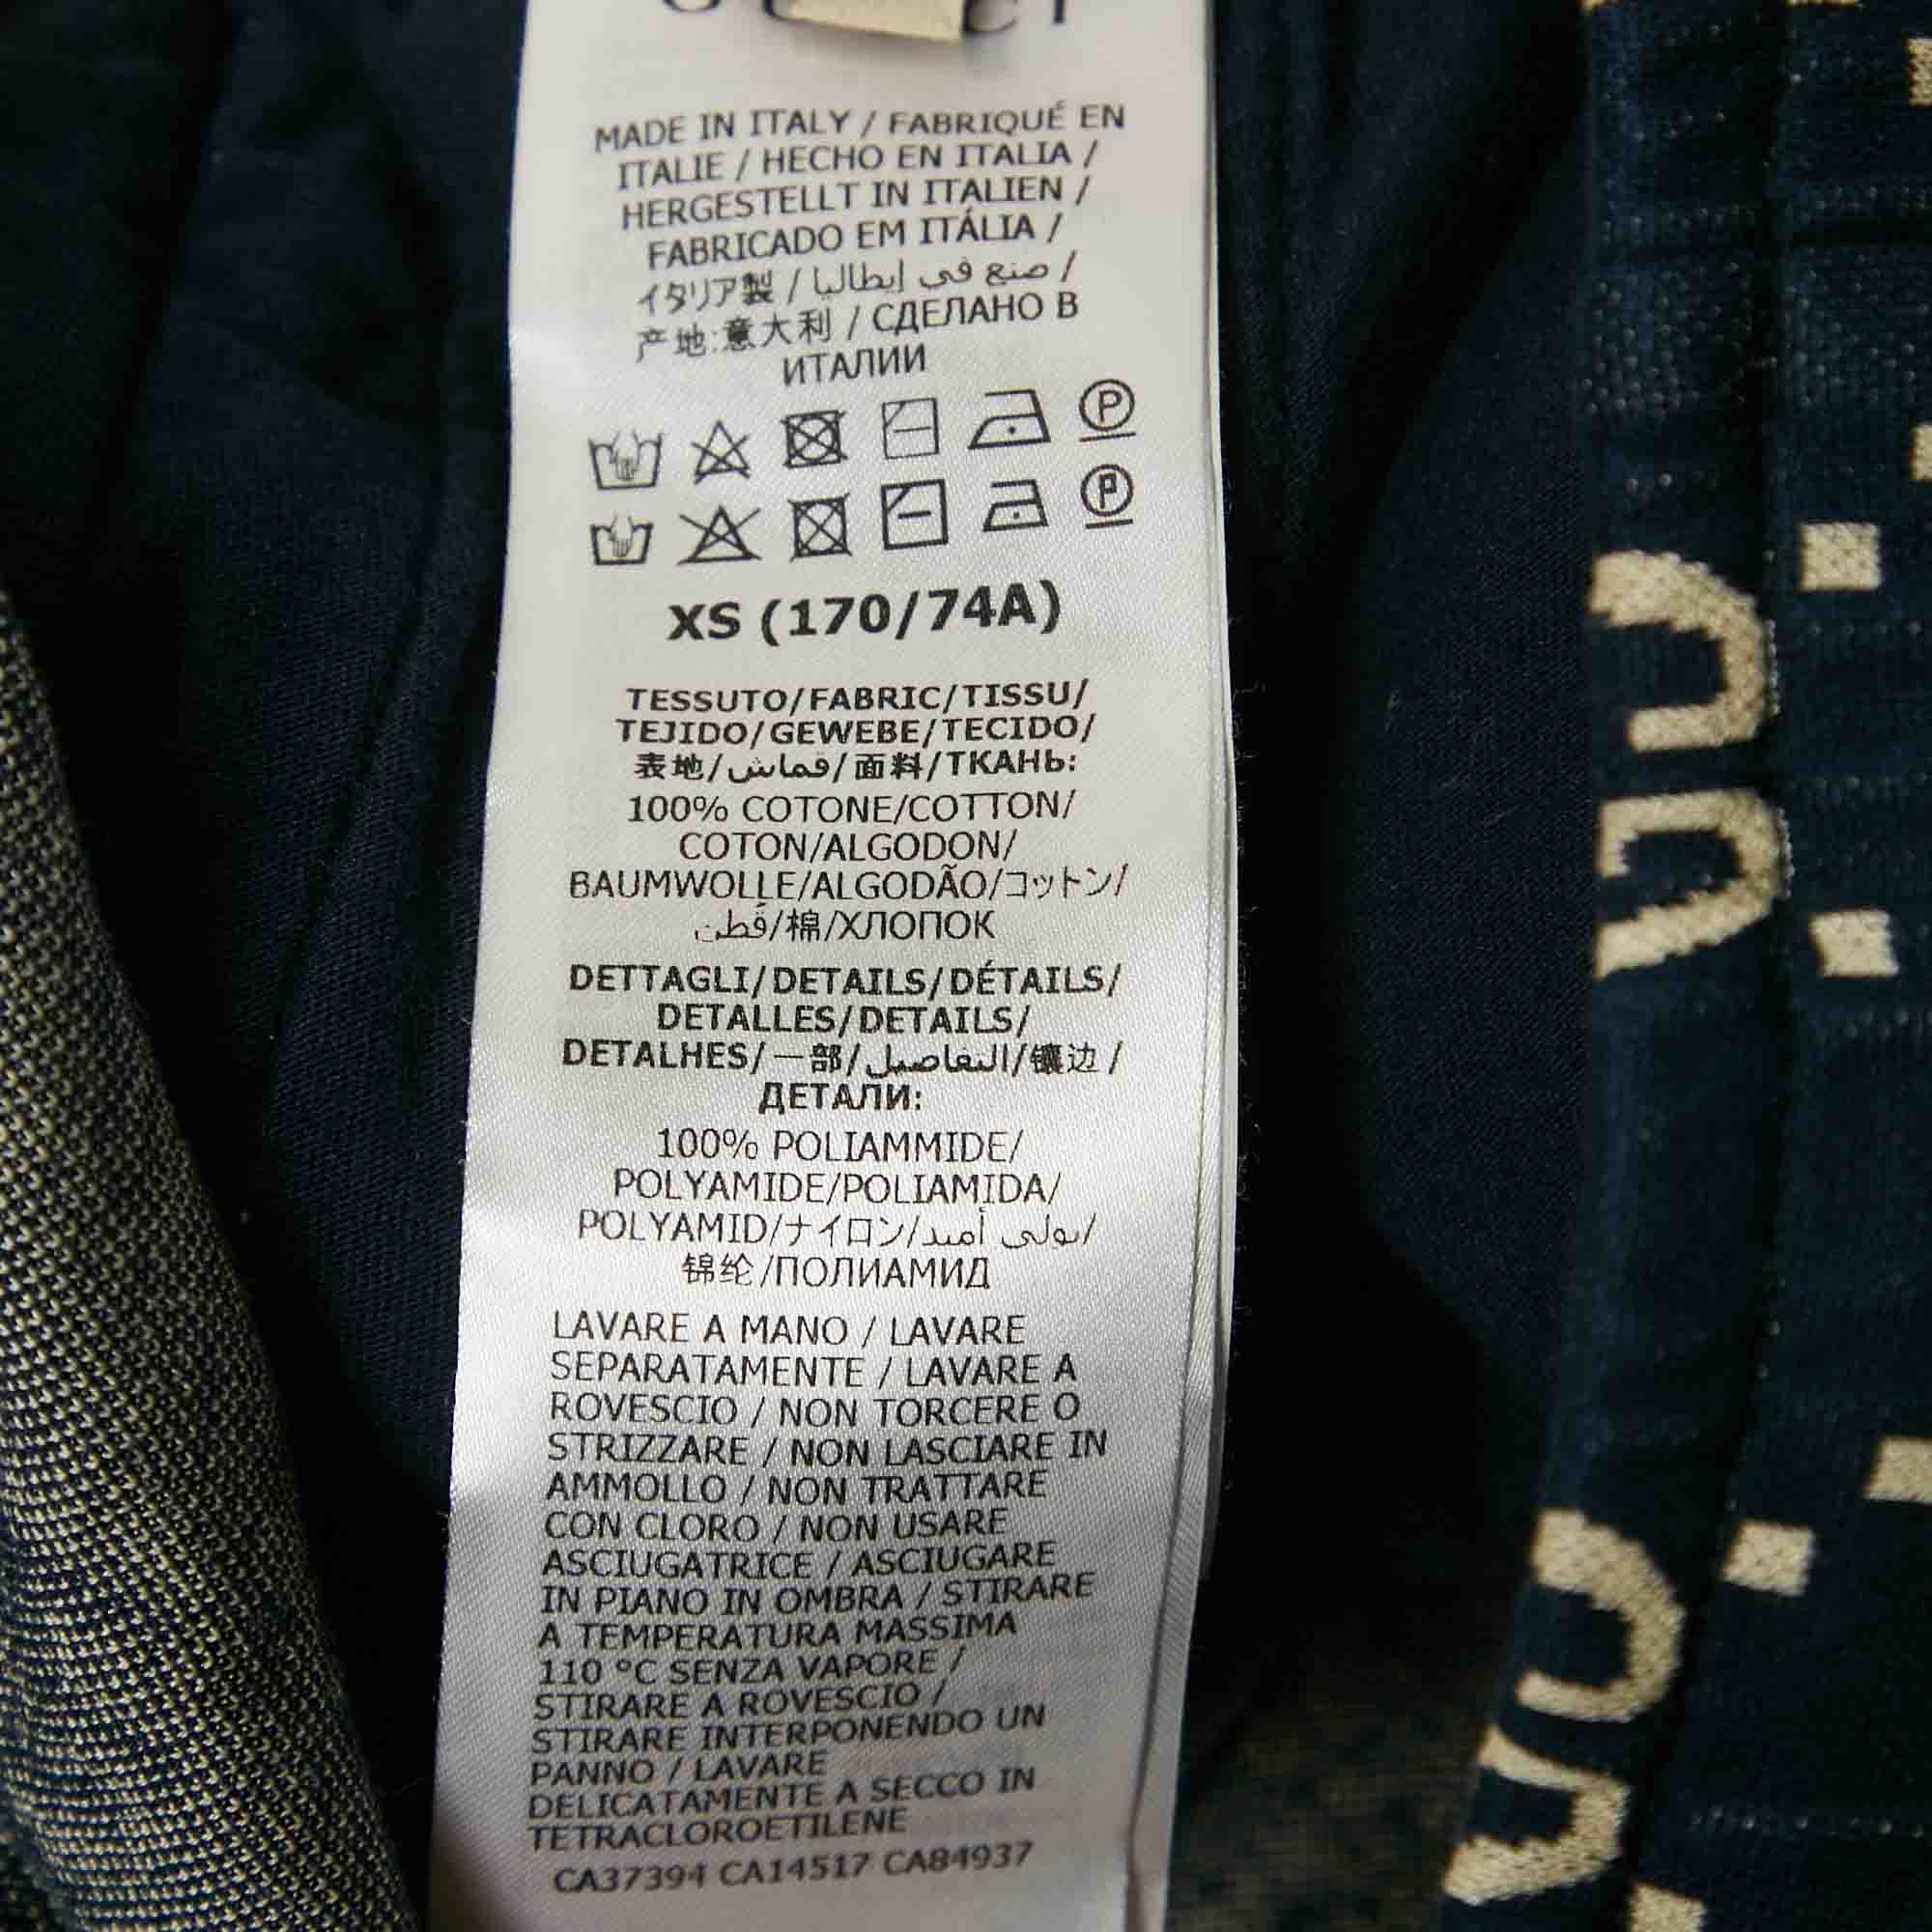 MADE IN ITALY / FABRIQUÉ EN
ITALIE / HECHO EN ITALIA /
HERGESTELLT IN ITALIEN /
FABRICADO EM ITÁLIA /
イタリア製 / صنع في إيطاليا /
产地:意大利 / СДЕЛАНО В
ИТАЛИИ
P
P
XS (170/74A)
TESSUTO/FABRIC/TISSU/
TEJIDO/GEWEBE/TECIDO/
表地/قماش/面料/ТКАНЬ:
100% COTONE/COTTON/
COTON/ALGODON/
BAUMWOLLE/ALGODÃO/コットン/
قطن/棉/ХЛОПОК
DETTAGLI/DETAILS/DÉTAILS/
DETALLES/DETAILS/
DETALHES/一部/التفاصيل/镶边/
ДЕТАЛИ:
100% POLIAMMIDE/
POLYAMIDE/POLIAMIDA/
POLYAMID/ナイロン/بولي أميد/
锦纶/ПОЛИАМИД
LAVARE A MANO / LAVARE
SEPARATAMENTE / LAVARE A
ROVESCIO / NON TORCERE O
STRIZZARE / NON LASCIARE IN
AMMOLLO / NON TRATTARE
CON CLORO / NON USARE
ASCIUGATRICE / ASCIUGARE
IN PIANO IN OMBRA / STIRARE
A TEMPERATURA MASSIMA
110 °C SENZA VAPORE /
STIRARE A ROVESCIO /
STIRARE INTERPONENDO UN
PANNO / LAVARE
DELICATAMENTE A SECCO IN
TETRACLOROETILENE
CA37394 CA14517 CA84937